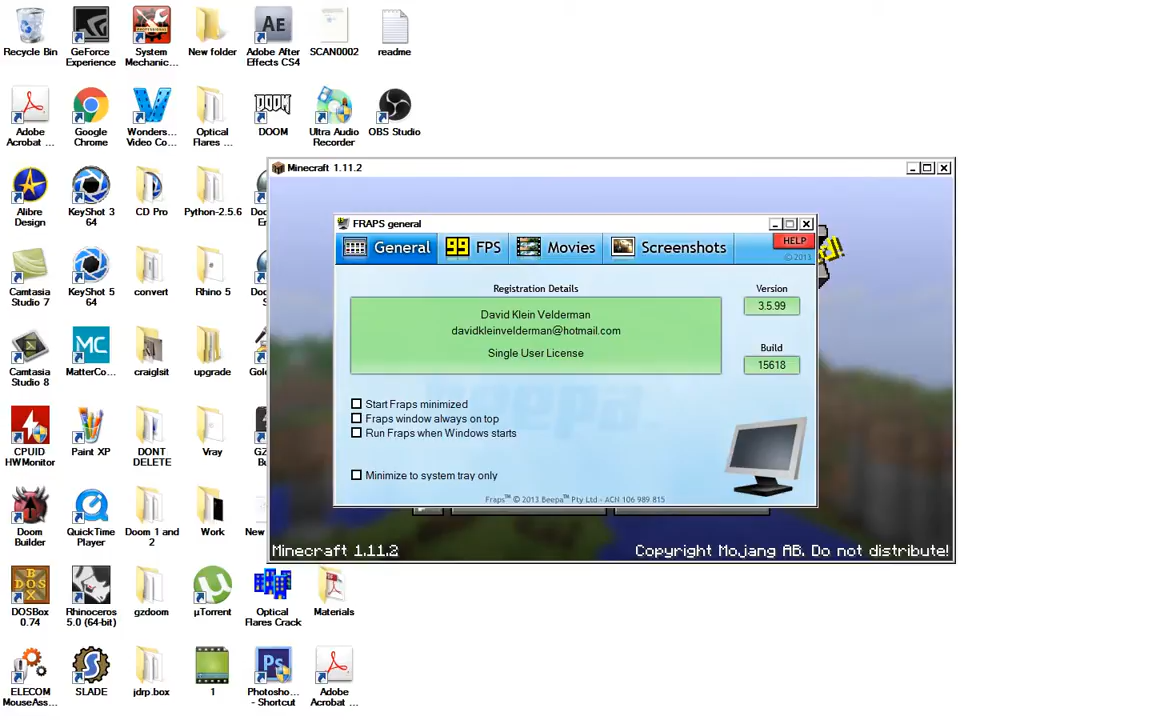 Recycle Bin
GeForce
Experience
System
Mechanic...
New folder
Adobe After
Effects CS4
SCAN0002
readme
Adobe
Acrobat ...
Google
Chrome
Wonders...
Video Co...
Optical
Flares ...
DOOM
Ultra Audio
Recorder
OBS Studio
Alibre
Design
KeyShot 3
64
CD Pro
Python-2.5.6
Camtasia
Studio 7
KeyShot 5
64
convert
Rhino 5
Camtasia
Studio 8
MatterCo...
craiglsit
upgrade
CPUID
HWMonitor
Paint XP
DONT
DELETE
Vray
Doom
Builder
QuickTime
Player
Doom 1 and
2
Work
New
DOSBox
0.74
Rhinoceros
5.0 (64-bit)
gzdoom
µTorrent
Optical
Flares Crack
Materials
ELECOM
MouseAss...
SLADE
jdrp.box
1
Photosho...
- Shortcut
Adobe
Acrobat ...
Minecraft 1.11.2
FRAPS general
General
99 FPS
Movies
Screenshots
HELP
© 2013
Registration Details
David Klein Velderman
davidkleinvelderman@hotmail.com
Single User License
Version
3.5.99
Build
15618
beepa
Start Fraps minimized
Fraps window always on top
Run Fraps when Windows starts
Minimize to system tray only
Fraps™ © 2013 Beepa™ Pty Ltd - ACN 106 989 815
Minecraft 1.11.2
Copyright Mojang AB. Do not distribute!